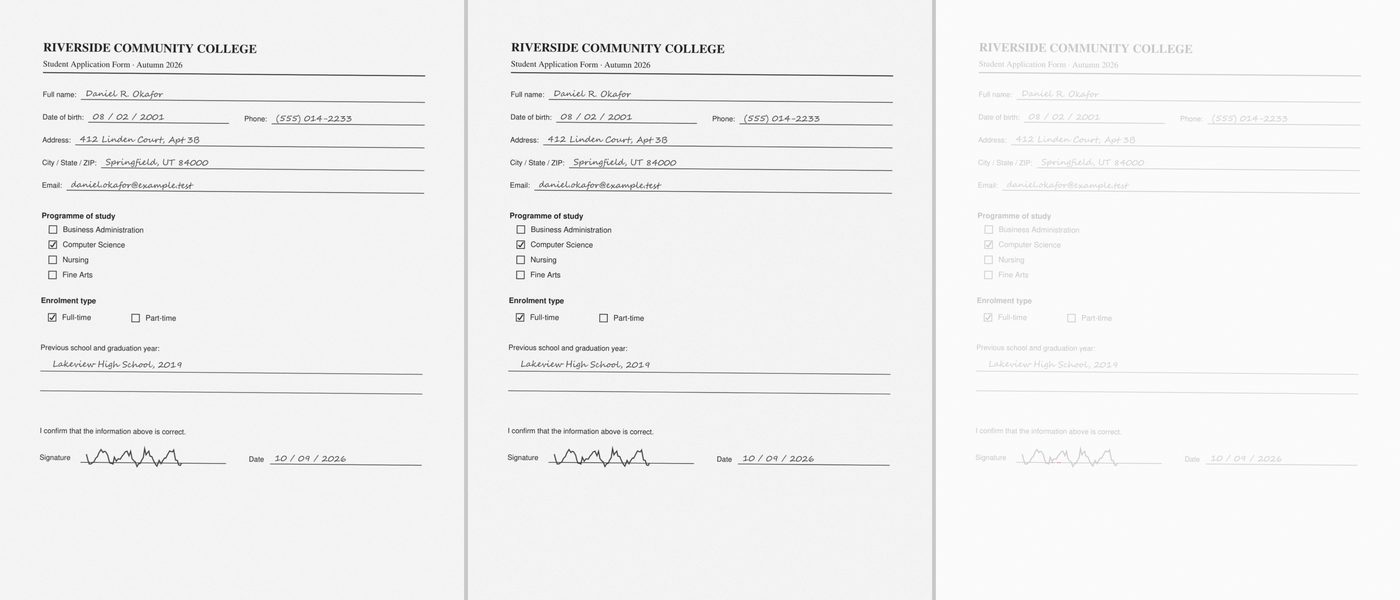 RIVERSIDE COMMUNITY COLLEGE
Student Application Form · Autumn 2026
Full name: Daniel R. Okafor
Date of birth: 08 / 02 / 2001 Phone: (555) 014-2233
Address: 412 Linden Court, Apt 3B
City / State / ZIP: Springfield, UT 84000
Email: daniel.okafor@example.test
Programme of study
Business Administration
Computer Science
Nursing
Fine Arts
Enrolment type
Full-time Part-time
Previous school and graduation year:
Lakeview High School, 2019
I confirm that the information above is correct.
Signature Date 10 / 09 / 2026
RIVERSIDE COMMUNITY COLLEGE
Student Application Form · Autumn 2026
Full name: Daniel R. Okafor
Date of birth: 08 / 02 / 2001 Phone: (555) 014-2233
Address: 412 Linden Court, Apt 3B
City / State / ZIP: Springfield, UT 84000
Email: daniel.okafor@example.test
Programme of study
Business Administration
Computer Science
Nursing
Fine Arts
Enrolment type
Full-time Part-time
Previous school and graduation year:
Lakeview High School, 2019
I confirm that the information above is correct.
Signature Date 10 / 09 / 2026
RIVERSIDE COMMUNITY COLLEGE
Student Application Form · Autumn 2026
Full name: Daniel R. Okafor
Date of birth: 08 / 02 / 2001 Phone: (555) 014-2233
Address: 412 Linden Court, Apt 3B
City / State / ZIP: Springfield, UT 84000
Email: daniel.okafor@example.test
Programme of study
Business Administration
Computer Science
Nursing
Fine Arts
Enrolment type
Full-time Part-time
Previous school and graduation year:
Lakeview High School, 2019
I confirm that the information above is correct.
Signature Date 10 / 09 / 2026